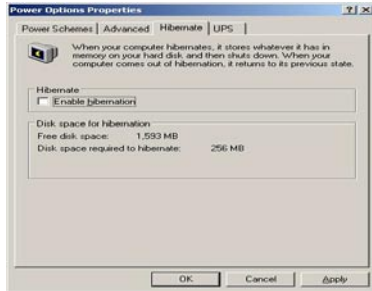 Power Options Properties
Power Schemes Advanced Hibernate UPS
When your computer hibernates, it stores whatever it has in
memory on your hard disk and then shuts down. When your
computer comes out of hibernation, it returns to its previous state.
Hibernate
Enable hibernation
Disk space for hibernation
Free disk space: 1,593 MB
Disk space required to hibernate: 256 MB
OK Cancel Apply